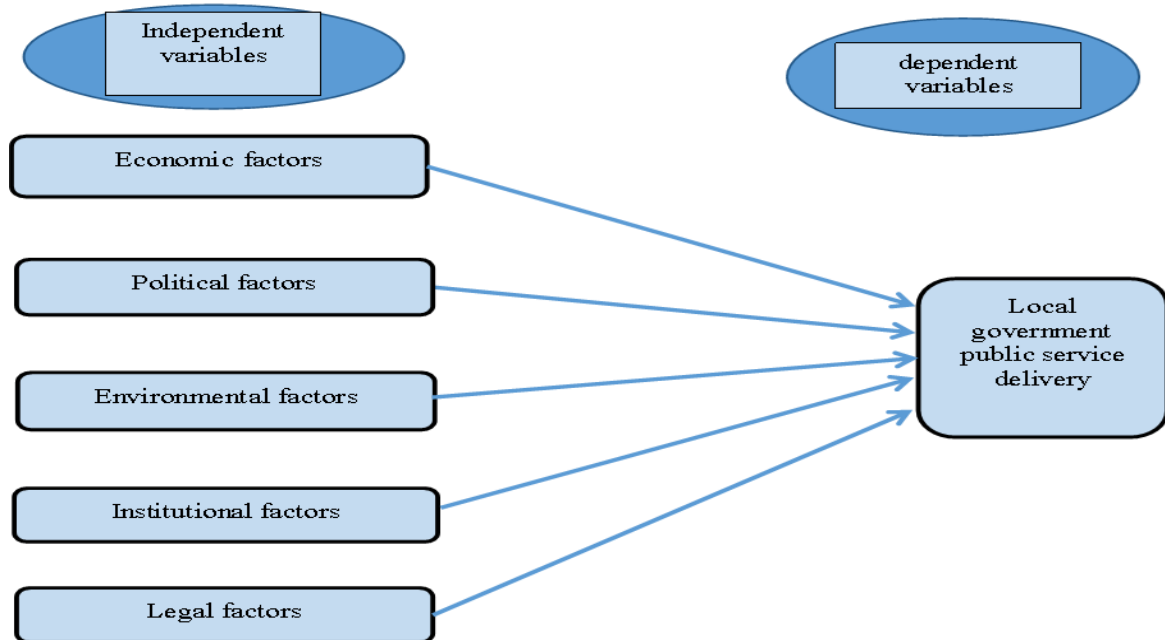 Independent
variables
dependent
variables
Economic factors
Political factors
Environmental factors
Institutional factors
Legal factors
Local
government
public service
delivery